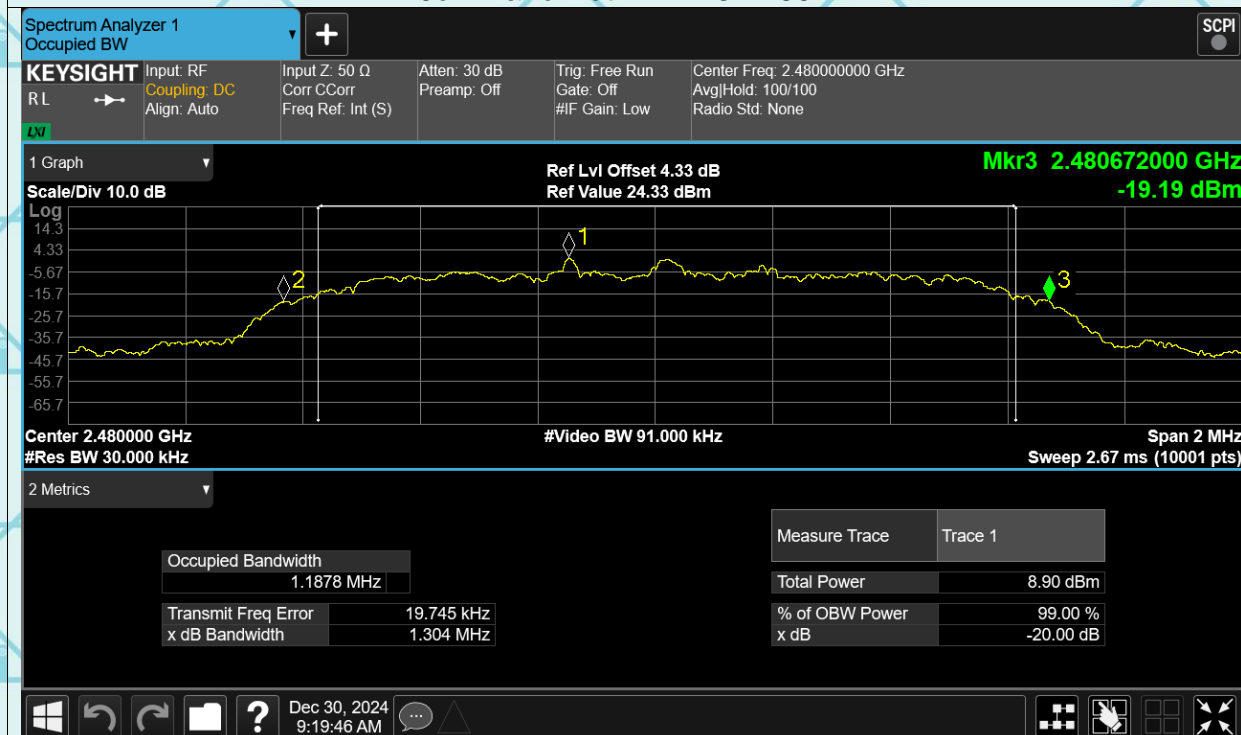 Spectrum Analyzer 1
Occupied BW
SCPI
KEYSIGHT
RL
LXI
Input: RF
Coupling: DC
Align: Auto
Input Z: 50 Ω
Corr CCorr
Freq Ref: Int (S)
Atten: 30 dB
Preamp: Off
Trig: Free Run
Gate: Off
#IF Gain: Low
Center Freq: 2.480000000 GHz
Avg|Hold: 100/100
Radio Std: None
1 Graph
Scale/Div 10.0 dB
Ref Lvl Offset 4.33 dB
Ref Value 24.33 dBm
Mkr3 2.480672000 GHz
-19.19 dBm
Log
14.3
4.33
-5.67
-15.7
-25.7
-35.7
-45.7
-55.7
-65.7
1
2
3
Center 2.480000 GHz
#Res BW 30.000 kHz
#Video BW 91.000 kHz
Span 2 MHz
Sweep 2.67 ms (10001 pts)
2 Metrics
Occupied Bandwidth
1.1878 MHz
Transmit Freq Error 19.745 kHz
x dB Bandwidth 1.304 MHz
Measure Trace Trace 1
Total Power 8.90 dBm
% of OBW Power 99.00 %
x dB -20.00 dB
Dec 30, 2024
9:19:46 AM